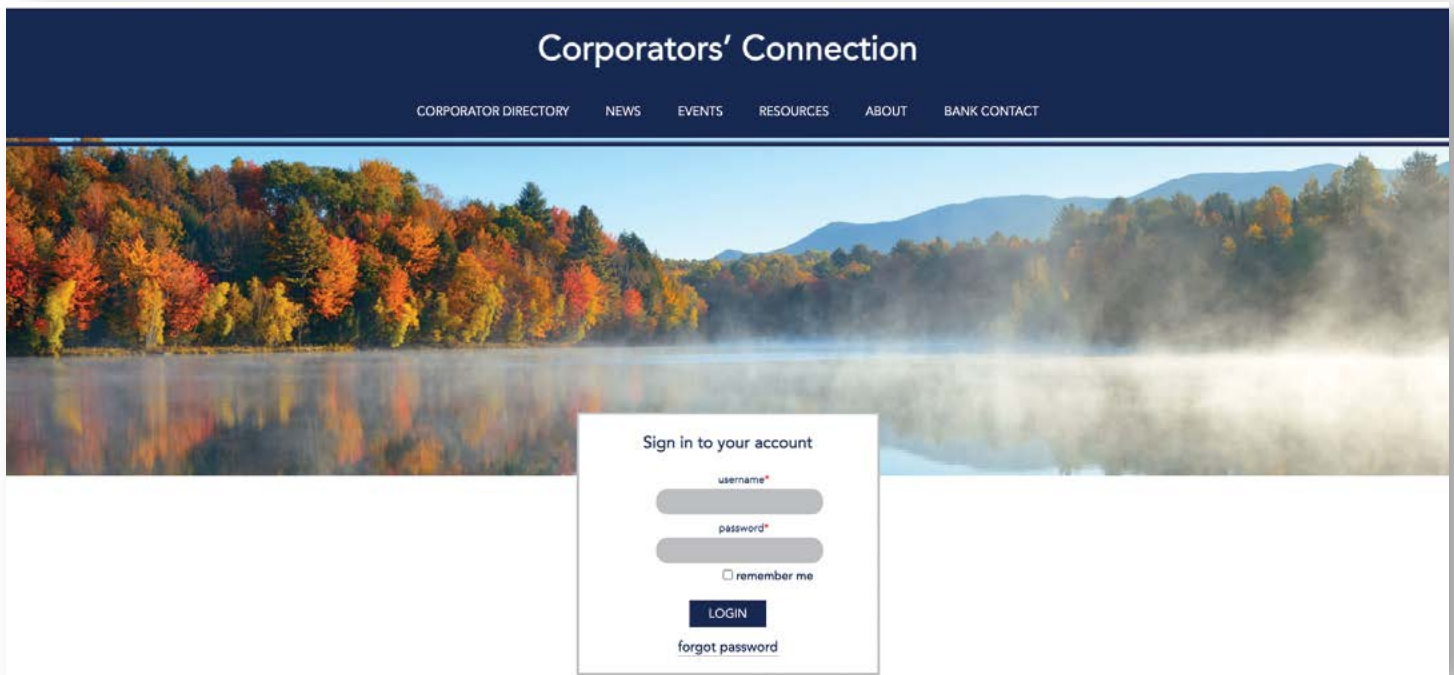 Corporators' Connection
CORPORATOR DIRECTORY NEWS EVENTS RESOURCES ABOUT BANK CONTACT
Sign in to your account
username*
password*
remember me
LOGIN
forgot password